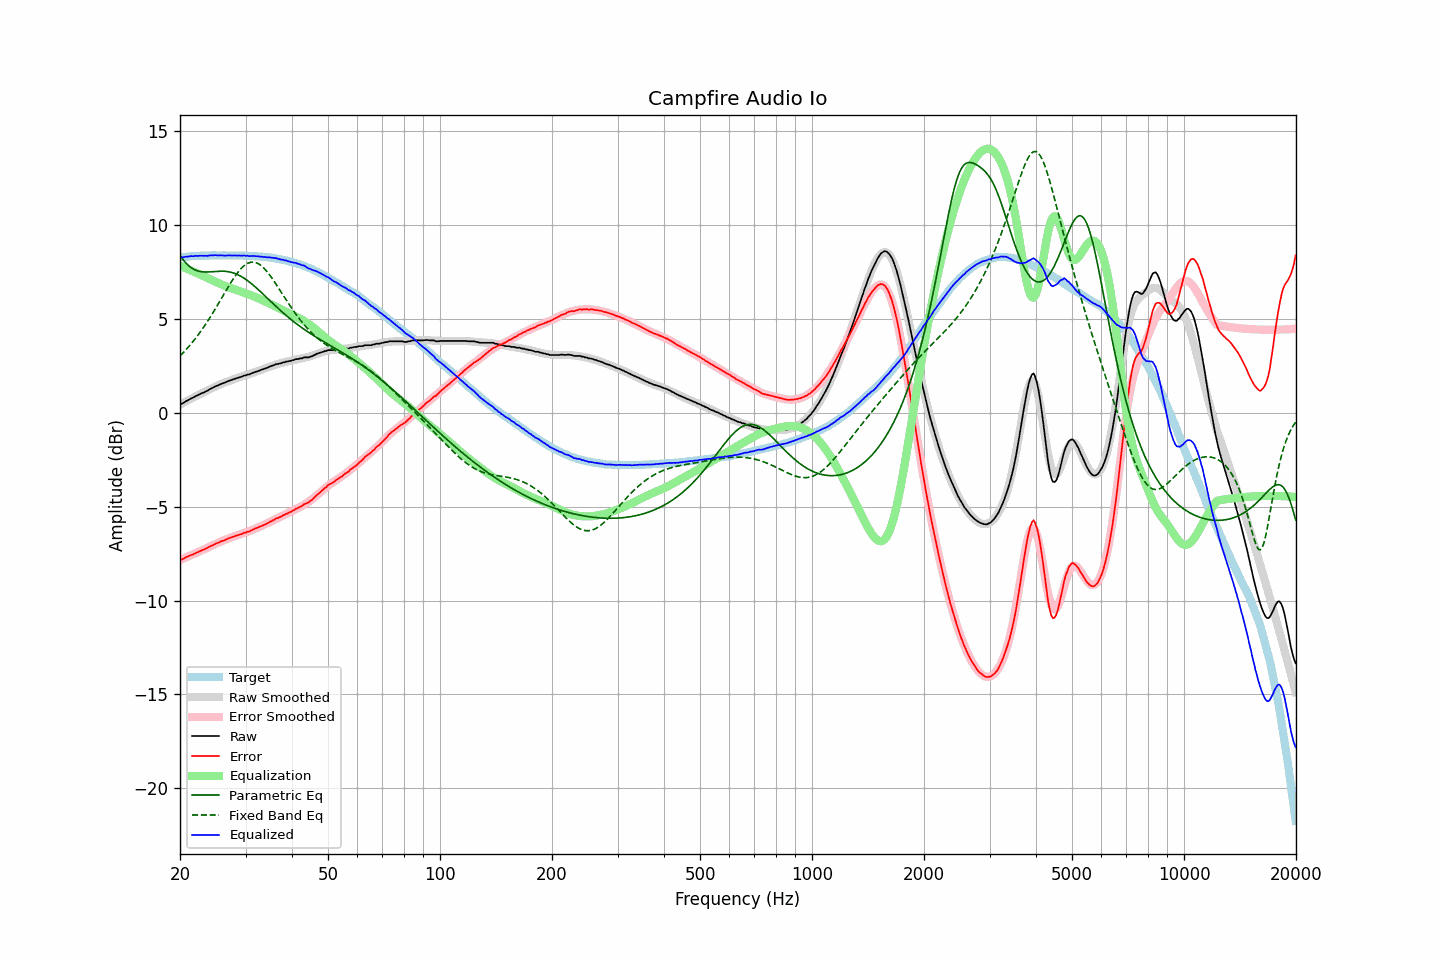 Campfire Audio Io
15
10
5
0
−5
−10
−15
−20
Amplitude (dBr)
Target
Raw Smoothed
Error Smoothed
Raw
Error
Equalization
Parametric Eq
Fixed Band Eq
Equalized
20 50 100 200 500 1000 2000 5000 10000 20000
Frequency (Hz)